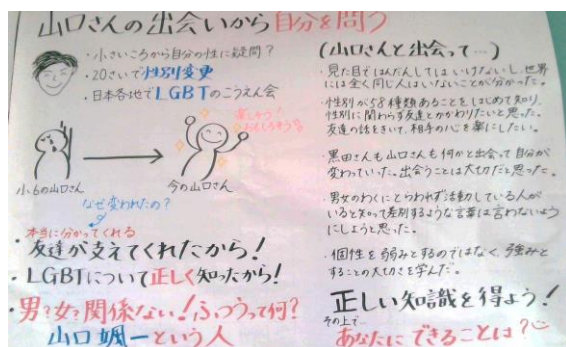 山口さんの出会いから自分を問う
・小さいころから自分の性に疑問?
・20さいで性別変更
・日本各地でLGBTのこうえん会
楽しそう!
おもしろそう!
小6の山口さん
今の山口さん
なぜ変われたの?
本当に分かってくれる
・友達が支えてくれたから!
・LGBTについて正しく知ったから!
・男?女?関係ない!ふつうって何?
山口颯一という人
(山口さんと出会って…)
・見た目ではんだんしてはいけないし、世界
には全く同じ人はいないことが分かった。
・性別が58種類あることをはじめて知り、
性別に関わらず友達とかかわりたいと思った。
友達の話をきいて、相手の心を楽にしたい。
・黒田さんも山口さんも何かと出会って自分が
変わっていった。出会うことは大切だと思った。
・男女のわくにとらわれず活動している人が
いると知って差別するような言葉は言わないよう
にしようと思った。
・個性を弱みとするのではなく、強みと
することの大切さを学んだ。
正しい知識を得よう!
その上で…
あなたにできることは?